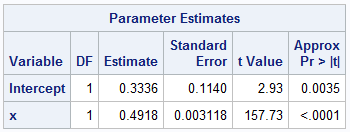 Parameter Estimates
Variable DF Estimate Standard Error t Value Approx Pr > |t|
Intercept 1 0.3336 0.1140 2.93 0.0035
x 1 0.4918 0.003118 157.73 <.0001